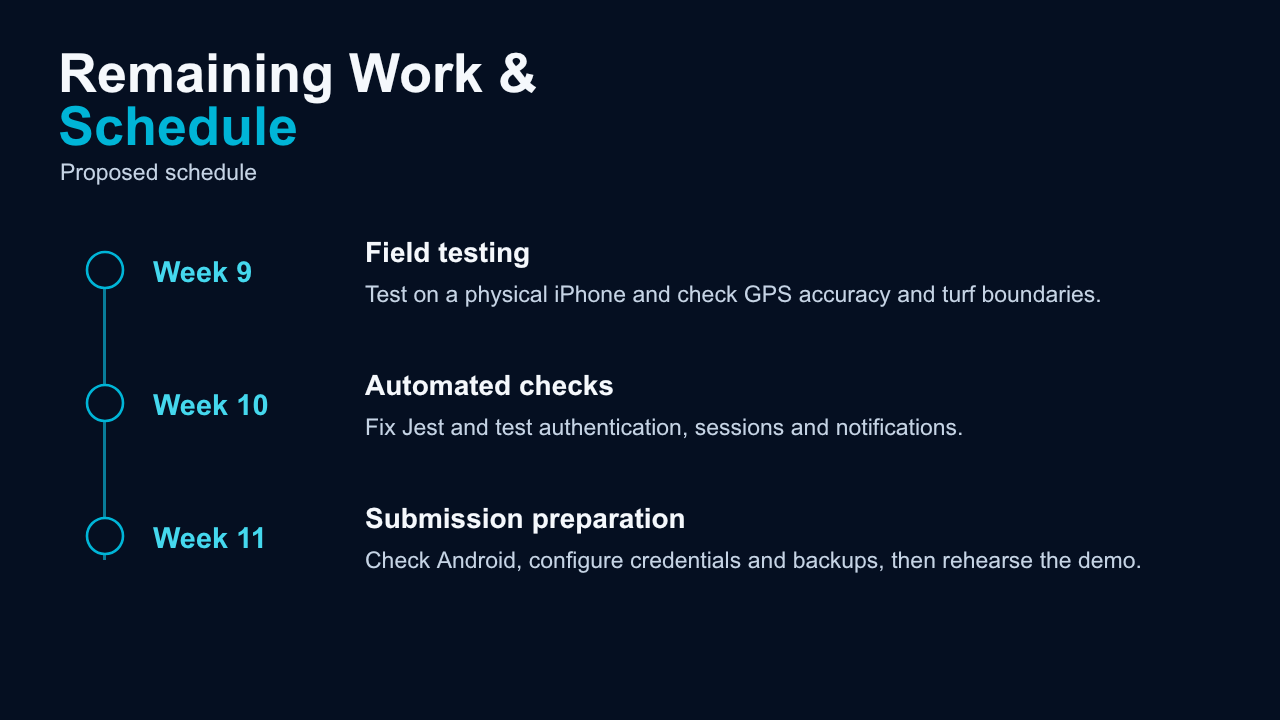 Remaining Work &
Schedule
Proposed schedule
Week 9
Field testing
Test on a physical iPhone and check GPS accuracy and turf boundaries.
Week 10
Automated checks
Fix Jest and test authentication, sessions and notifications.
Week 11
Submission preparation
Check Android, configure credentials and backups, then rehearse the demo.